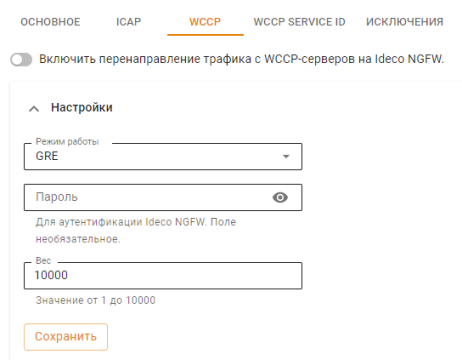 ОСНОВНОЕ ICAP WCCP WCCP SERVICE ID ИСКЛЮЧЕНИЯ
Включить перенаправление трафика с WCCP-серверов на Ideco NGFW.
Настройки
Режим работы
GRE
Пароль
Для аутентификации Ideco NGFW. Поле
необязательное.
Вес
10000
Значение от 1 до 10000
Сохранить